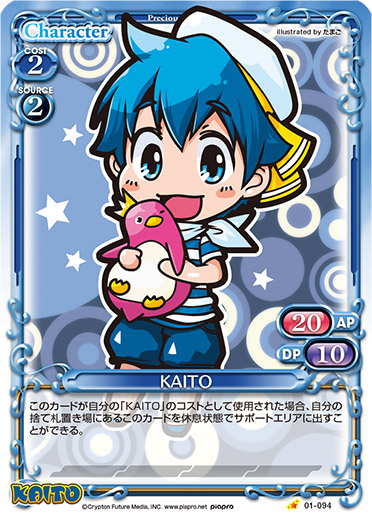 Precious
Character
illustrated by たまご
COST
2
SOURCE
2
20 AP
DP 10
KAITO
このカードが自分の「KAITO」のコストとして使用された場合、自分の
捨て札置き場にあるこのカードを休息状態でサポートエリアに出すこ
とができる。
KAITO
01-094
©Crypton Future Media, INC. www.piapro.net piapro